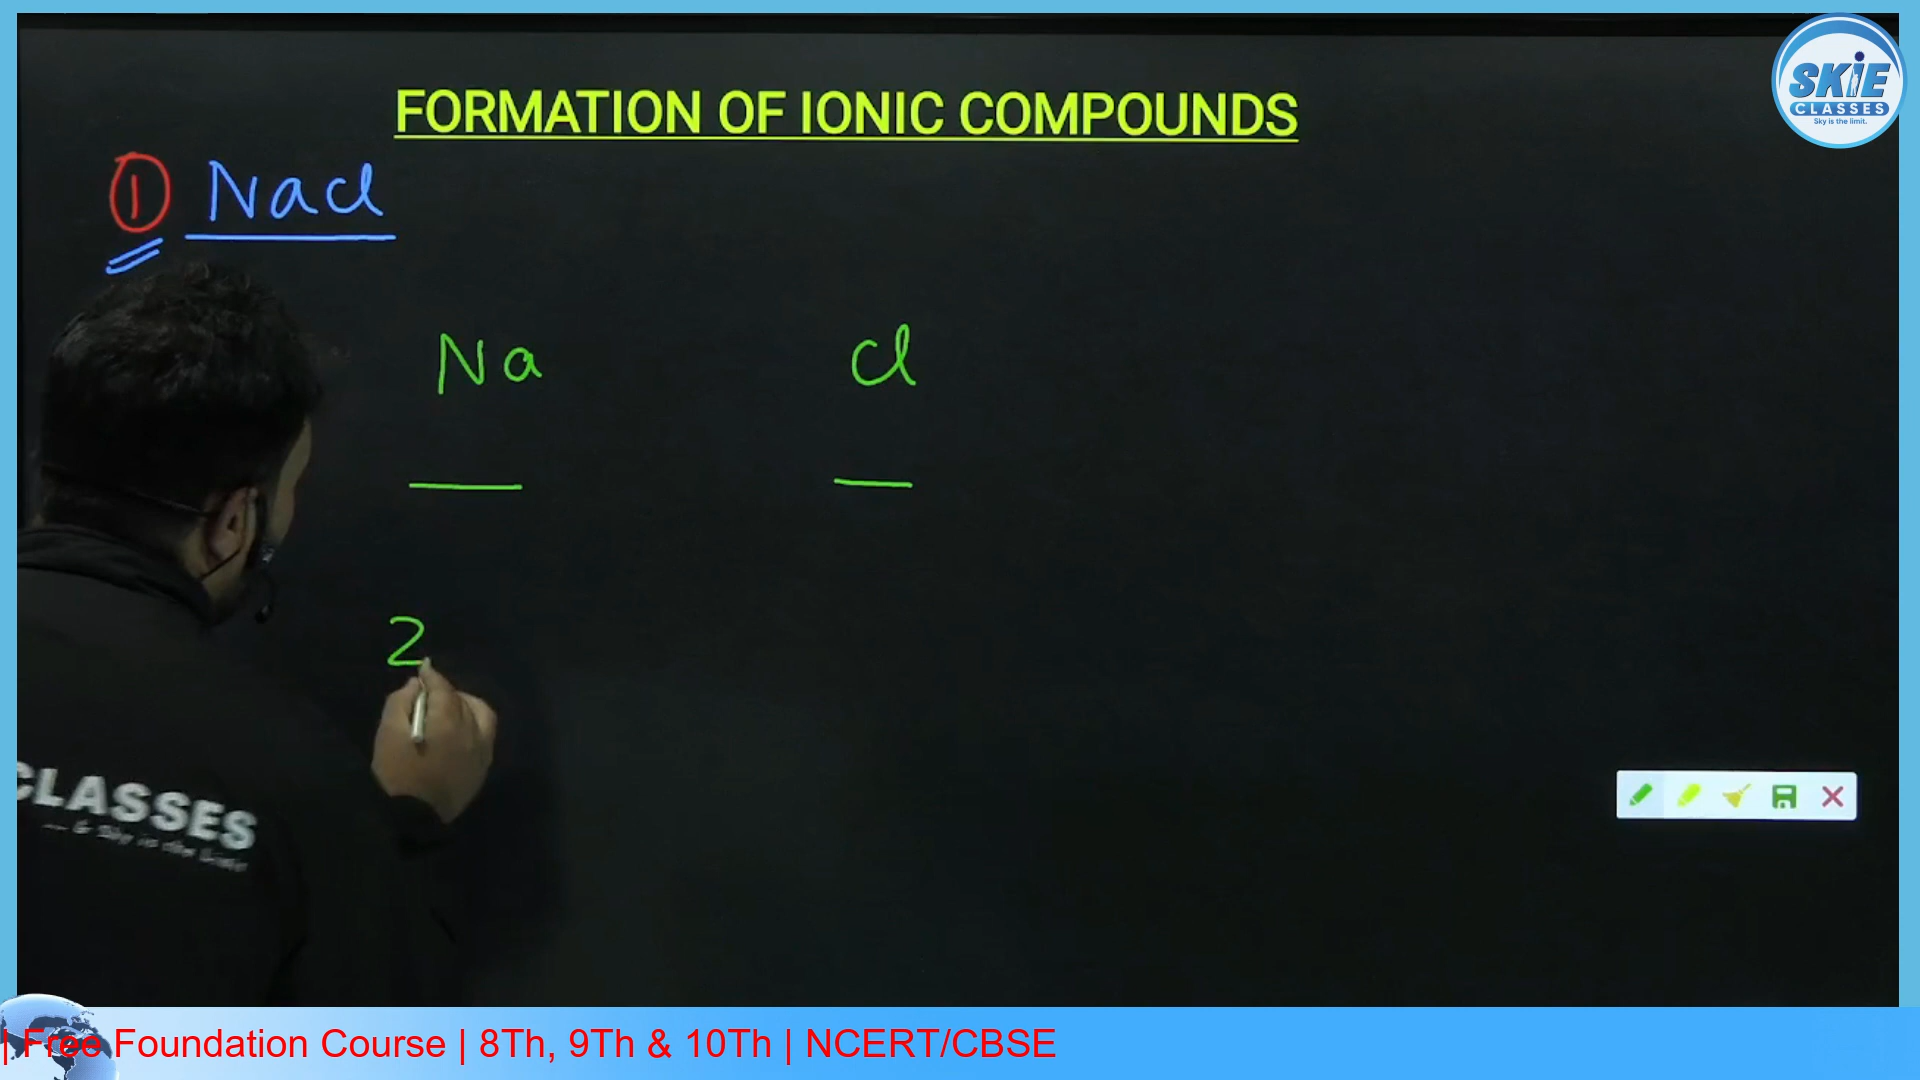 SKiE
CLASSES
Sky is the limit.
FORMATION OF IONIC COMPOUNDS
① NaCl
Na Cl
2
CLASSES
| Free Foundation Course | 8Th, 9Th & 10Th | NCERT/CBSE